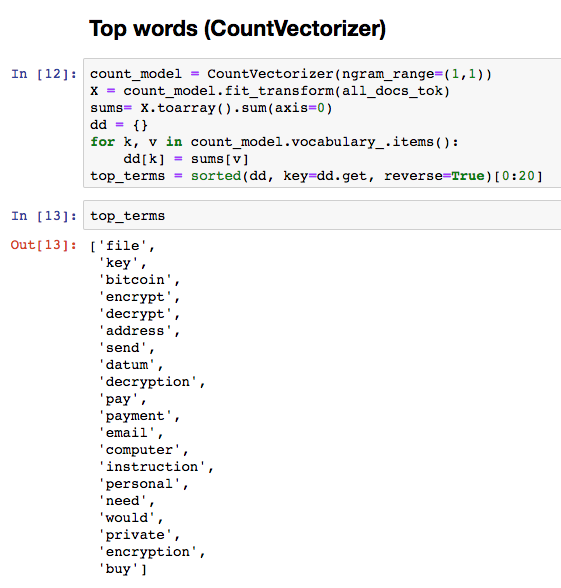 Top words (CountVectorizer)
In [12]: count_model = CountVectorizer(ngram_range=(1,1))
X = count_model.fit_transform(all_docs_tok)
sums= X.toarray().sum(axis=0)
dd = {}
for k, v in count_model.vocabulary_.items():
    dd[k] = sums[v]
top_terms = sorted(dd, key=dd.get, reverse=True)[0:20]
In [13]: top_terms
Out[13]: ['file',
'key',
'bitcoin',
'encrypt',
'decrypt',
'address',
'send',
'datum',
'decryption',
'pay',
'payment',
'email',
'computer',
'instruction',
'personal',
'need',
'would',
'private',
'encryption',
'buy']